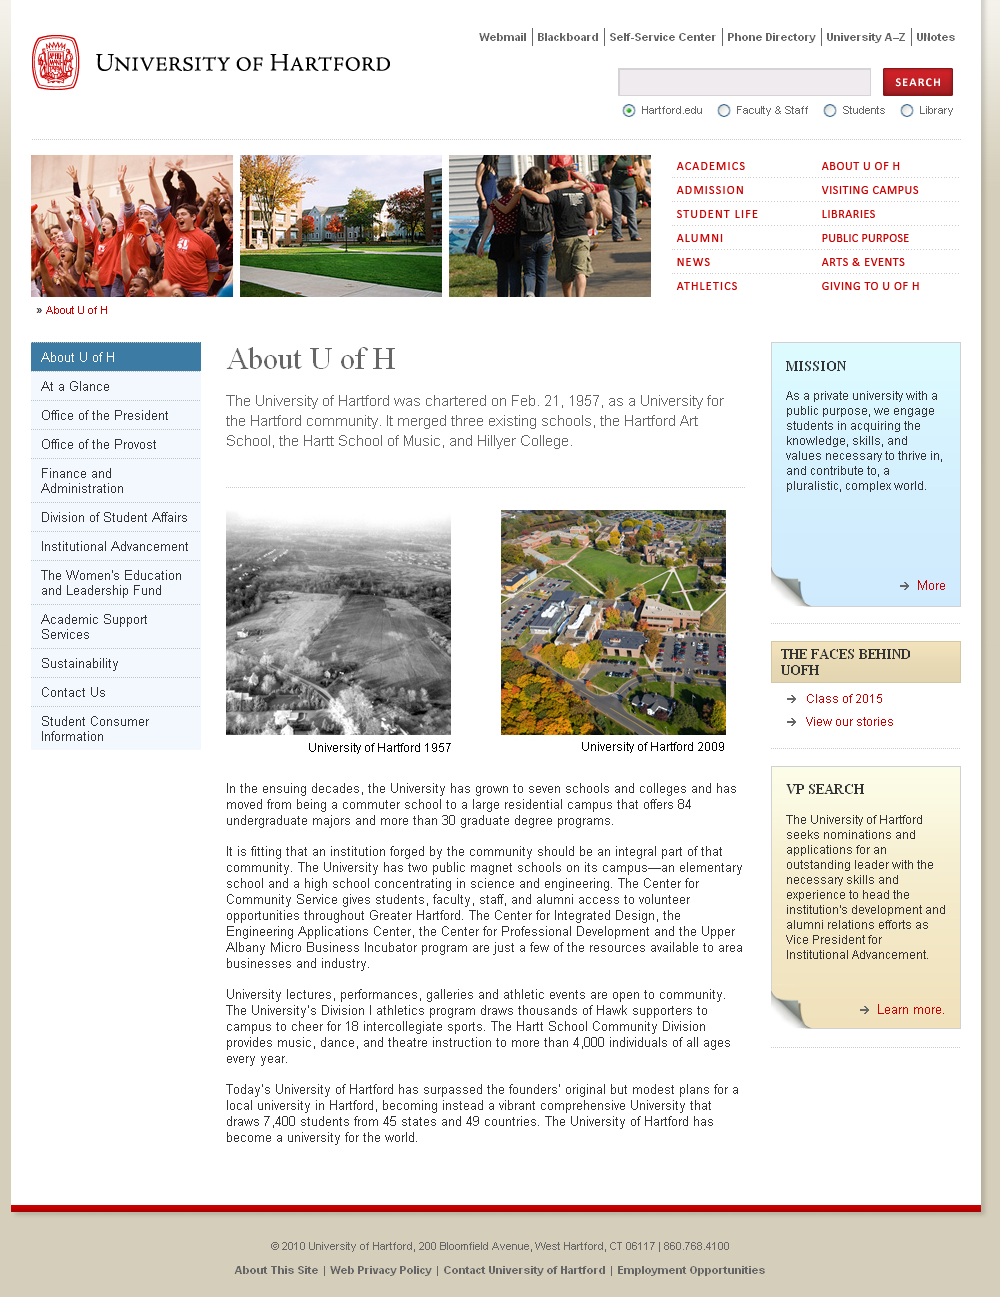 Webmail | Blackboard | Self-Service Center | Phone Directory | University A–Z | UNotes
UNIVERSITY OF HARTFORD
SEARCH
Hartford.edu Faculty & Staff Students Library
ACADEMICS ABOUT U OF H
ADMISSION VISITING CAMPUS
STUDENT LIFE LIBRARIES
ALUMNI PUBLIC PURPOSE
NEWS ARTS & EVENTS
ATHLETICS GIVING TO U OF H
» About U of H
About U of H
At a Glance
Office of the President
Office of the Provost
Finance and
Administration
Division of Student Affairs
Institutional Advancement
The Women's Education
and Leadership Fund
Academic Support
Services
Sustainability
Contact Us
Student Consumer
Information
About U of H
The University of Hartford was chartered on Feb. 21, 1957, as a University for
the Hartford community. It merged three existing schools, the Hartford Art
School, the Hartt School of Music, and Hillyer College.
University of Hartford 1957
University of Hartford 2009
In the ensuing decades, the University has grown to seven schools and colleges and has
moved from being a commuter school to a large residential campus that offers 84
undergraduate majors and more than 30 graduate degree programs.
It is fitting that an institution forged by the community should be an integral part of that
community. The University has two public magnet schools on its campus—an elementary
school and a high school concentrating in science and engineering. The Center for
Community Service gives students, faculty, staff, and alumni access to volunteer
opportunities throughout Greater Hartford. The Center for Integrated Design, the
Engineering Applications Center, the Center for Professional Development and the Upper
Albany Micro Business Incubator program are just a few of the resources available to area
businesses and industry.
University lectures, performances, galleries and athletic events are open to community.
The University's Division I athletics program draws thousands of Hawk supporters to
campus to cheer for 18 intercollegiate sports. The Hartt School Community Division
provides music, dance, and theatre instruction to more than 4,000 individuals of all ages
every year.
Today's University of Hartford has surpassed the founders' original but modest plans for a
local university in Hartford, becoming instead a vibrant comprehensive University that
draws 7,400 students from 45 states and 49 countries. The University of Hartford has
become a university for the world.
MISSION
As a private university with a
public purpose, we engage
students in acquiring the
knowledge, skills, and
values necessary to thrive in,
and contribute to, a
pluralistic, complex world.
More
THE FACES BEHIND
UOFH
Class of 2015
View our stories
VP SEARCH
The University of Hartford
seeks nominations and
applications for an
outstanding leader with the
necessary skills and
experience to head the
institution's development and
alumni relations efforts as
Vice President for
Institutional Advancement.
Learn more.
© 2010 University of Hartford, 200 Bloomfield Avenue, West Hartford, CT 06117 | 860.768.4100
About This Site | Web Privacy Policy | Contact University of Hartford | Employment Opportunities